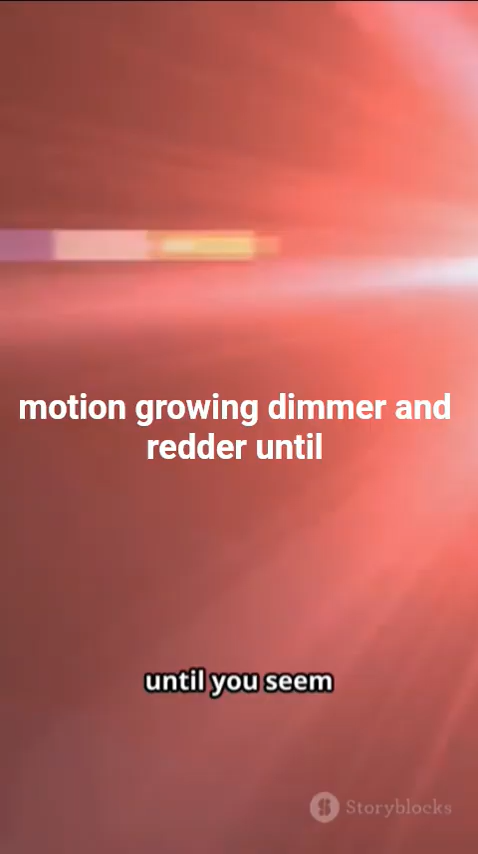 motion growing dimmer and
redder until
until you seem
Storyblocks